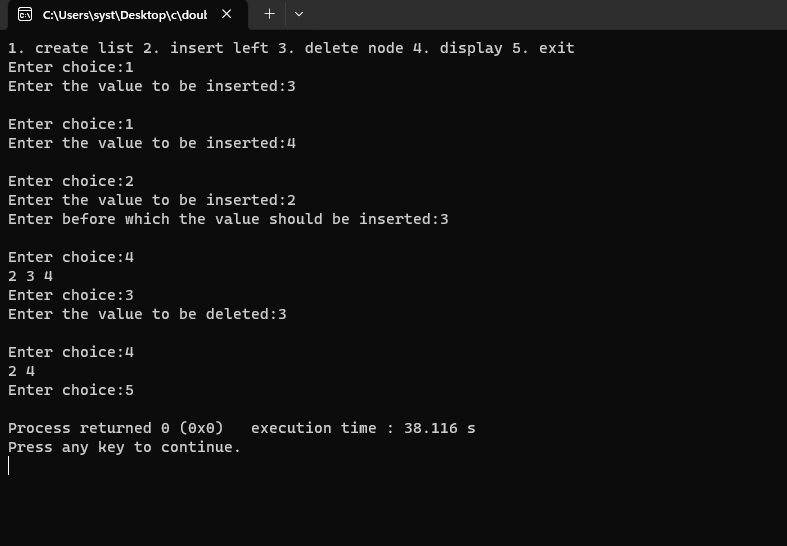 C:\Users\syst\Desktop\c\doub
1. create list 2. insert left 3. delete node 4. display 5. exit
Enter choice:1
Enter the value to be inserted:3
Enter choice:1
Enter the value to be inserted:4
Enter choice:2
Enter the value to be inserted:2
Enter before which the value should be inserted:3
Enter choice:4
2 3 4
Enter choice:3
Enter the value to be deleted:3
Enter choice:4
2 4
Enter choice:5
Process returned 0 (0x0)   execution time : 38.116 s
Press any key to continue.